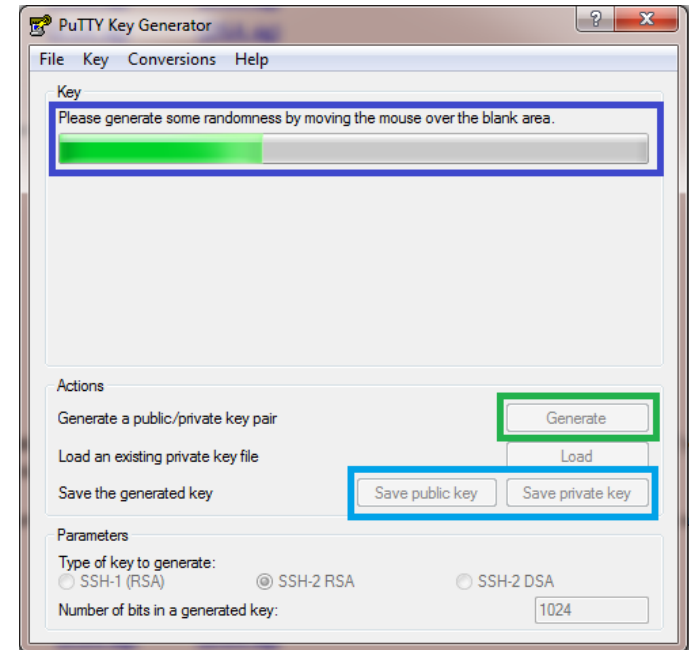 PuTTY Key Generator
File Key Conversions Help
Key
Please generate some randomness by moving the mouse over the blank area.
Actions
Generate a public/private key pair Generate
Load an existing private key file Load
Save the generated key Save public key Save private key
Parameters
Type of key to generate:
SSH-1 (RSA) SSH-2 RSA SSH-2 DSA
Number of bits in a generated key: 1024